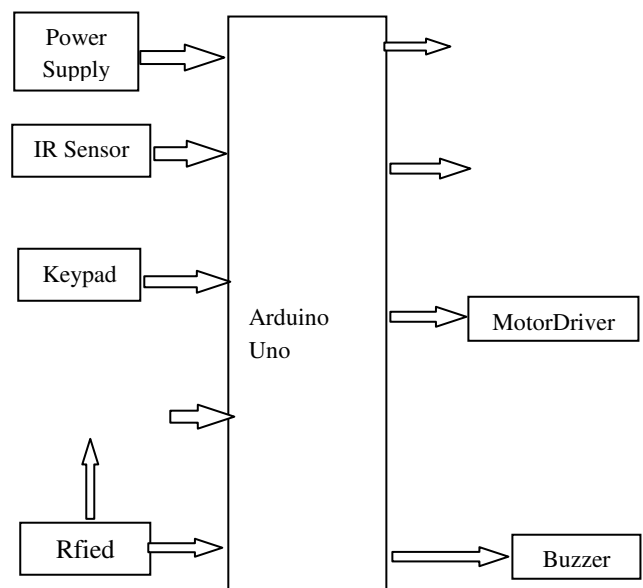 Power
Supply
IR Sensor
Keypad
Arduino
Uno
MotorDriver
Rfied
Buzzer